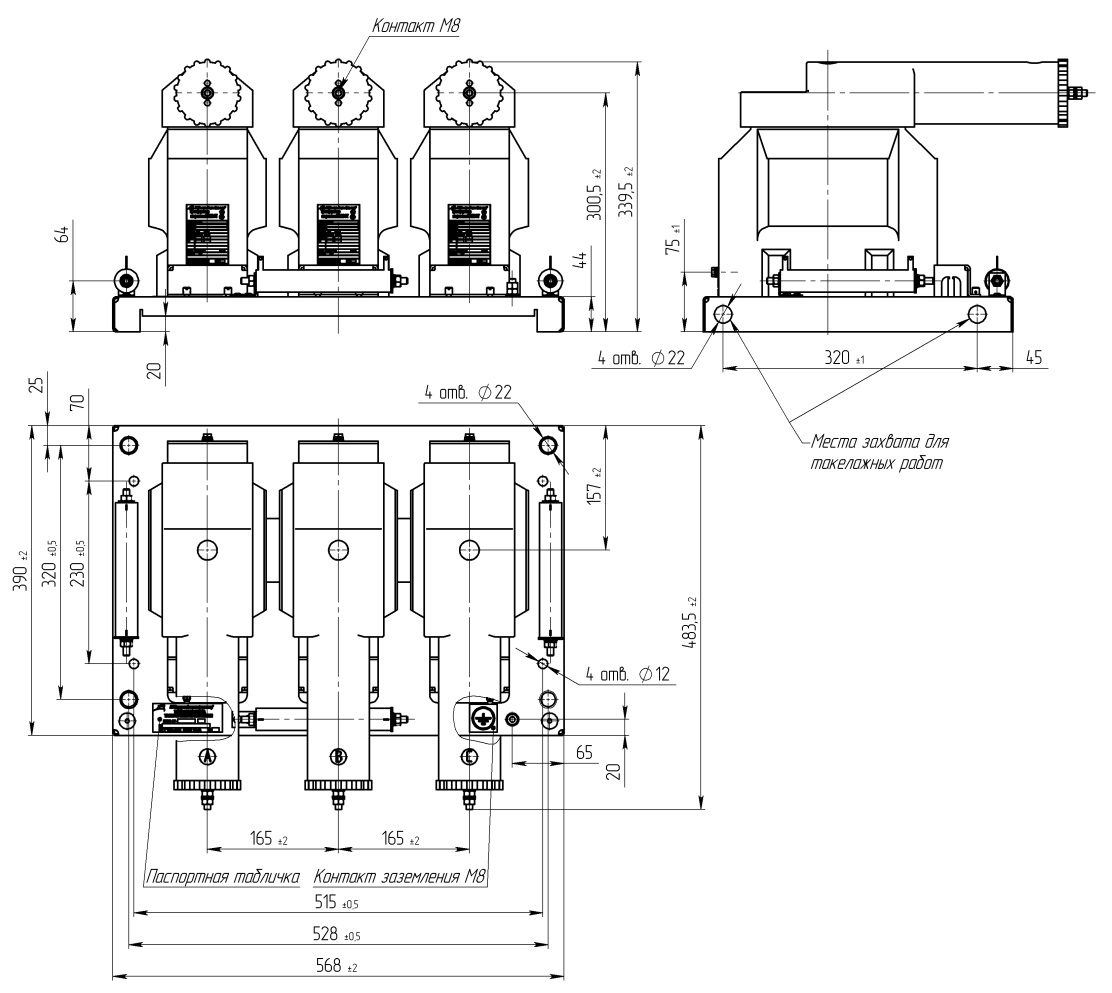 Контакт М8
64
20
44
300,5 ±2
339,5 ±2
75 ±1
4 отв. ∅22
320 ±1
45
Места захвата для
такелажных работ
25
70
4 отв. ∅22
390 ±2
320 ±0,5
230 ±0,5
157 ±2
483,5 ±2
4 отв. ∅12
65
20
А
В
С
165 ±2
165 ±2
Паспортная табличка
Контакт заземления М8
515 ±0,5
528 ±0,5
568 ±2